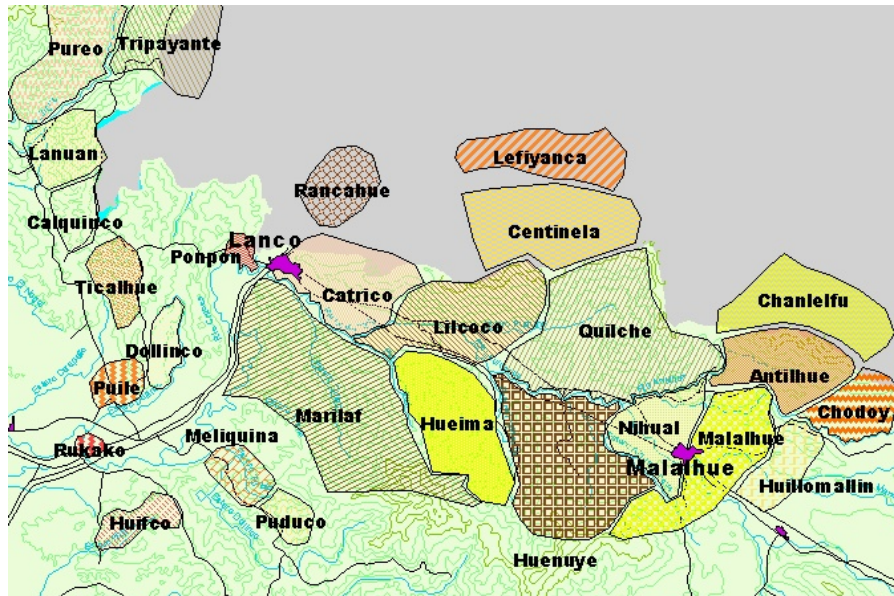 Tripayante
Pureo
Lanuan
Lefiyanca
Rancahue
Calquinco
Centinela
Lanco
Ponpon
Ticalhue
Catrico
Chanlelfu
Lilcoco
Quilche
Dollinco
Antilhue
Puile
Marilaf
Hueima
Chodoy
Nihual
Meliquina
Malalhue
Rukako
Malalhue
Huillomallin
Huifco
Puduco
Huenuye